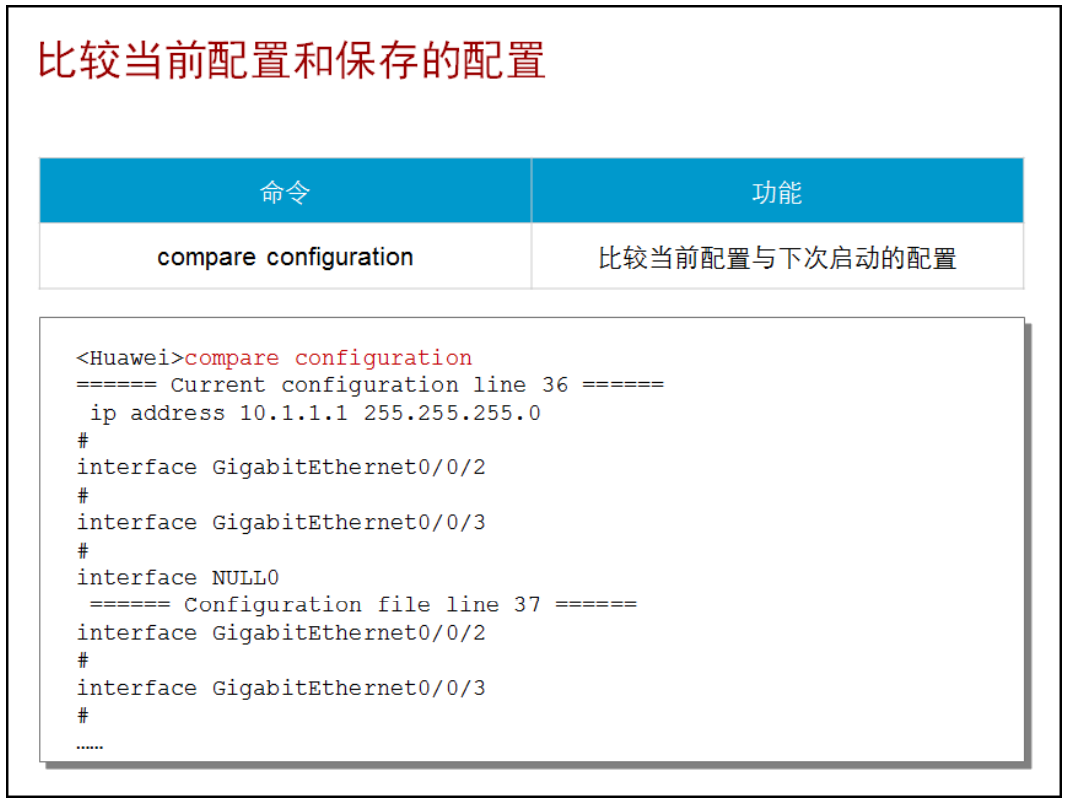 比较当前配置和保存的配置
命令 功能
compare configuration 比较当前配置与下次启动的配置
<Huawei>compare configuration
====== Current configuration line 36 ======
 ip address 10.1.1.1 255.255.255.0
#
interface GigabitEthernet0/0/2
#
interface GigabitEthernet0/0/3
#
interface NULL0
 ====== Configuration file line 37 ======
interface GigabitEthernet0/0/2
#
interface GigabitEthernet0/0/3
#
……